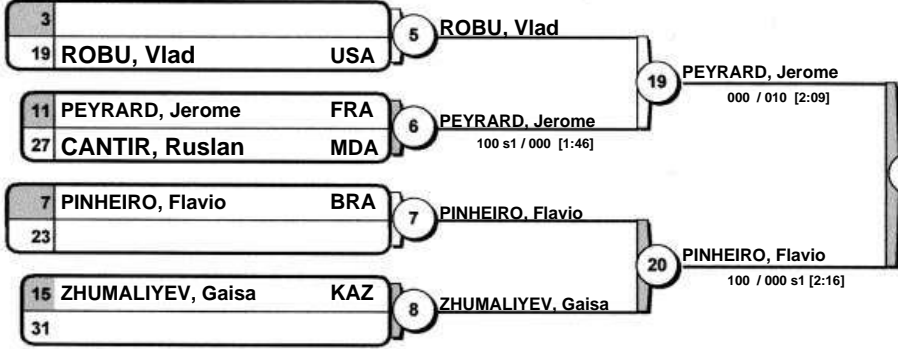 3
19 ROBU, Vlad USA
5
ROBU, Vlad
11 PEYRARD, Jerome FRA
27 CANTIR, Ruslan MDA
6
PEYRARD, Jerome
100 s1 / 000 [1:46]
19
PEYRARD, Jerome
000 / 010 [2:09]
7 PINHEIRO, Flavio BRA
23
7
PINHEIRO, Flavio
15 ZHUMALIYEV, Gaisa KAZ
31
8
ZHUMALIYEV, Gaisa
20
PINHEIRO, Flavio
100 / 000 s1 [2:16]